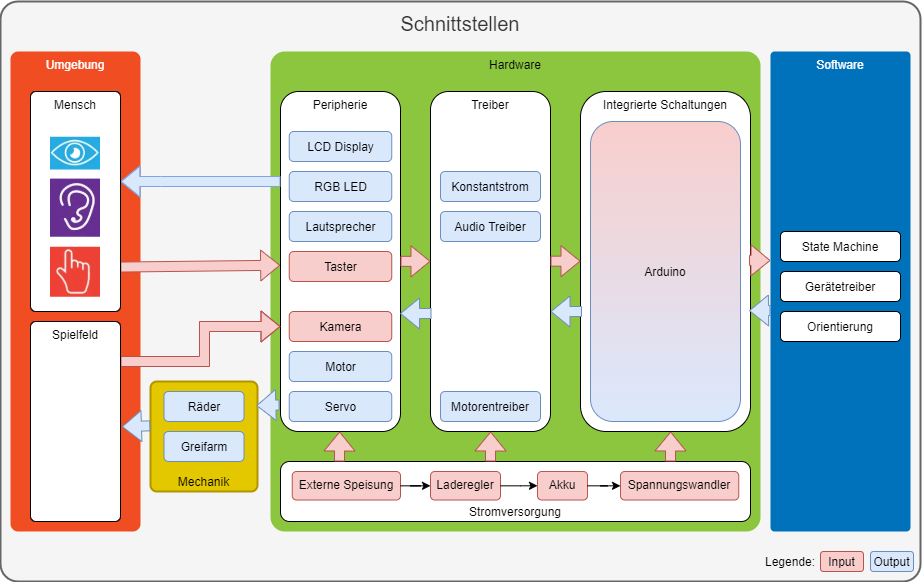 Schnittstellen
Umgebung
Mensch
Spielfeld
Räder
Greifarm
Mechanik
Hardware
Peripherie
LCD Display
RGB LED
Lautsprecher
Taster
Kamera
Motor
Servo
Treiber
Konstantstrom
Audio Treiber
Motorentreiber
Integrierte Schaltungen
Arduino
Externe Speisung
Laderegler
Akku
Spannungswandler
Stromversorgung
Software
State Machine
Gerätetreiber
Orientierung
Legende: Input Output